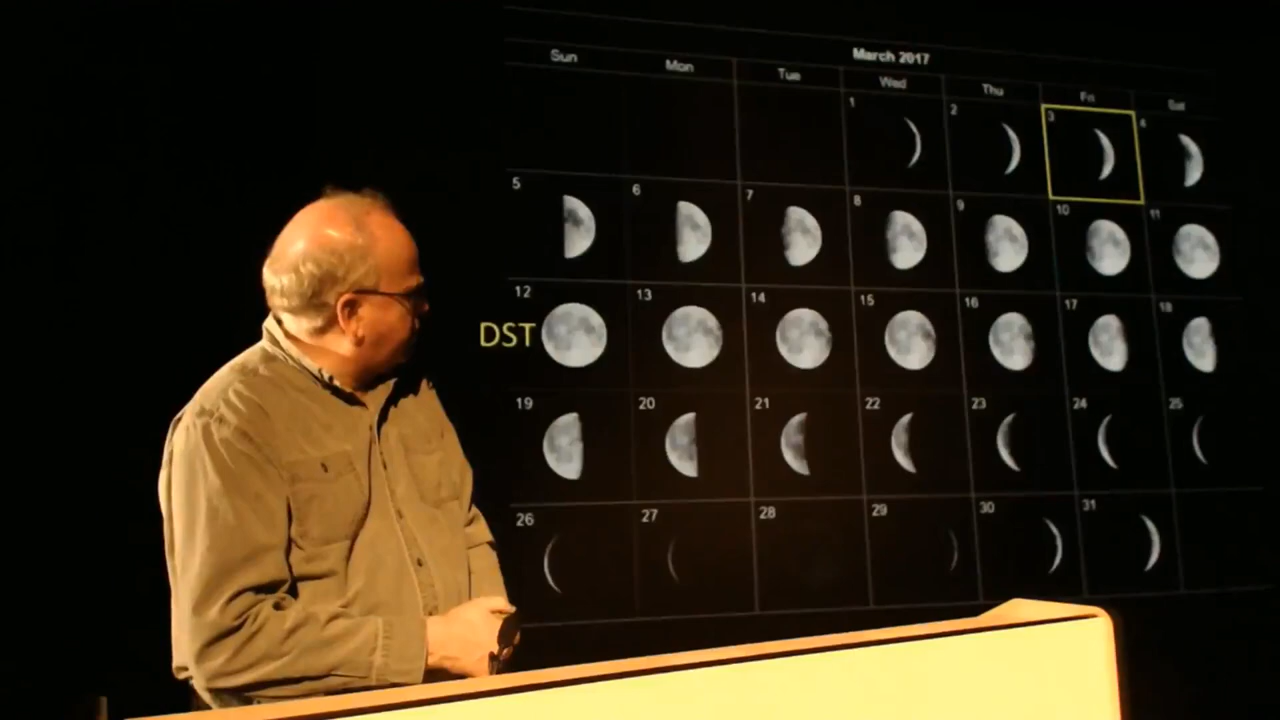 March 2017
Sun Mon Tue Wed Thu Fri Sat
1 2 3 4
5 6 7 8 9 10 11
12 13 14 15 16 17 18
DST
19 20 21 22 23 24 25
26 27 28 29 30 31